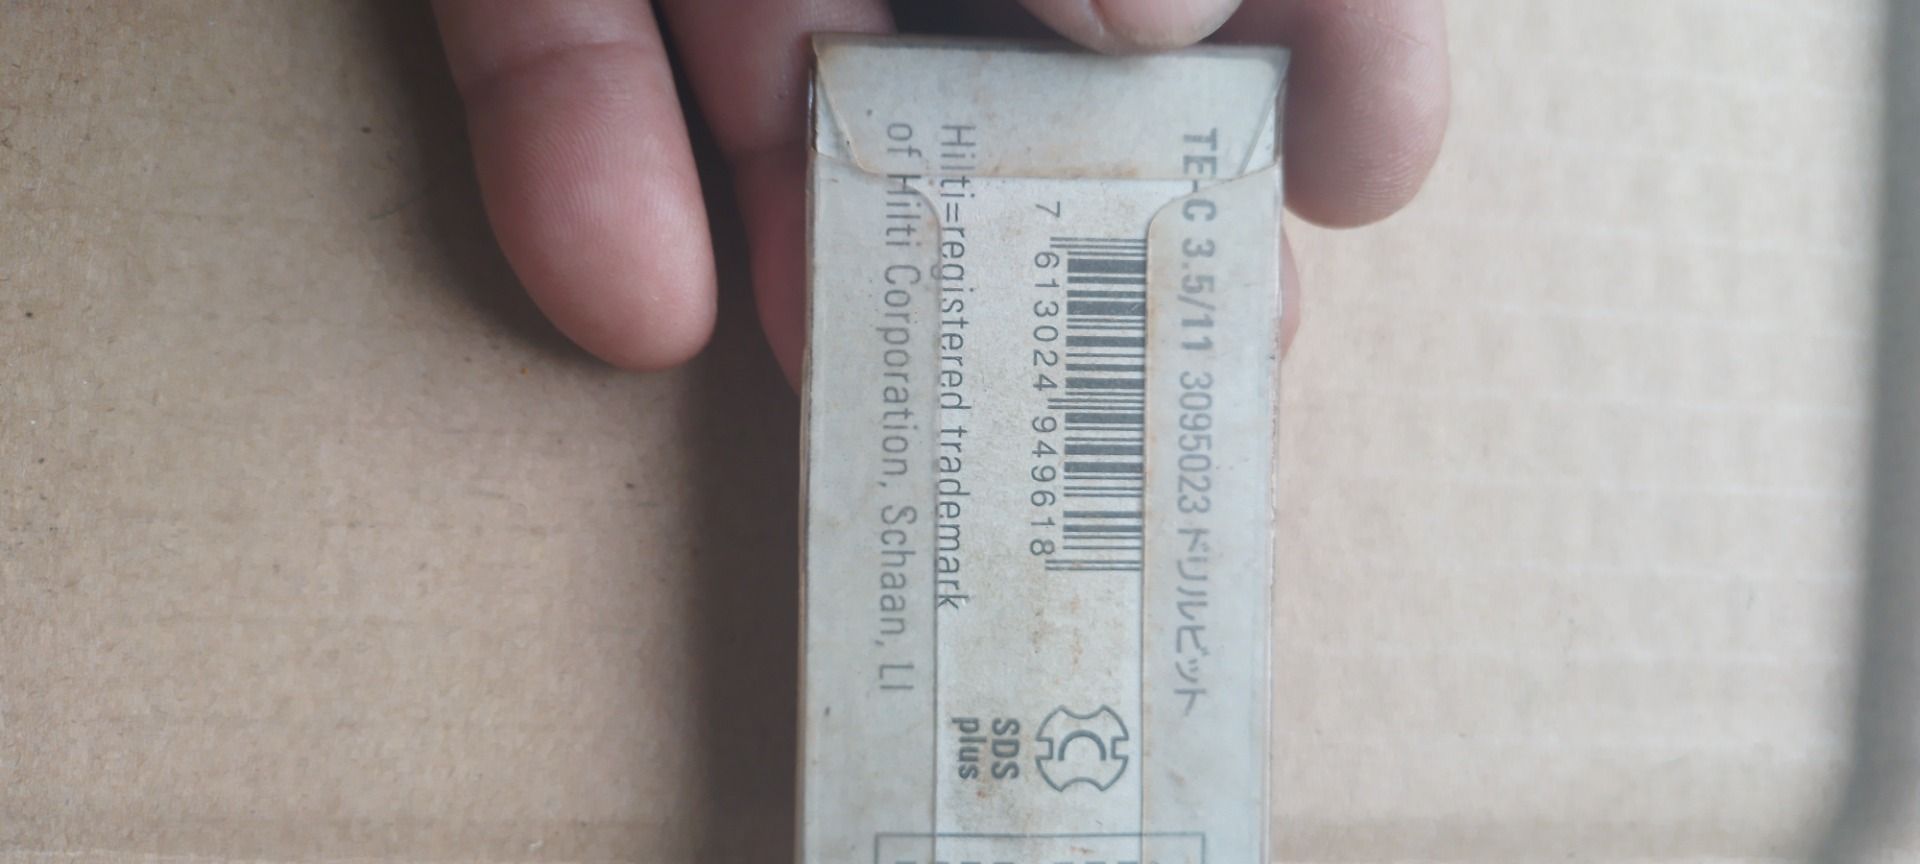 TE-C 3.5/11 3095023 ドリルビット
7 613024 949618
Hilti=registered trademark
of Hilti Corporation, Schaan, LI
C
SDS
plus